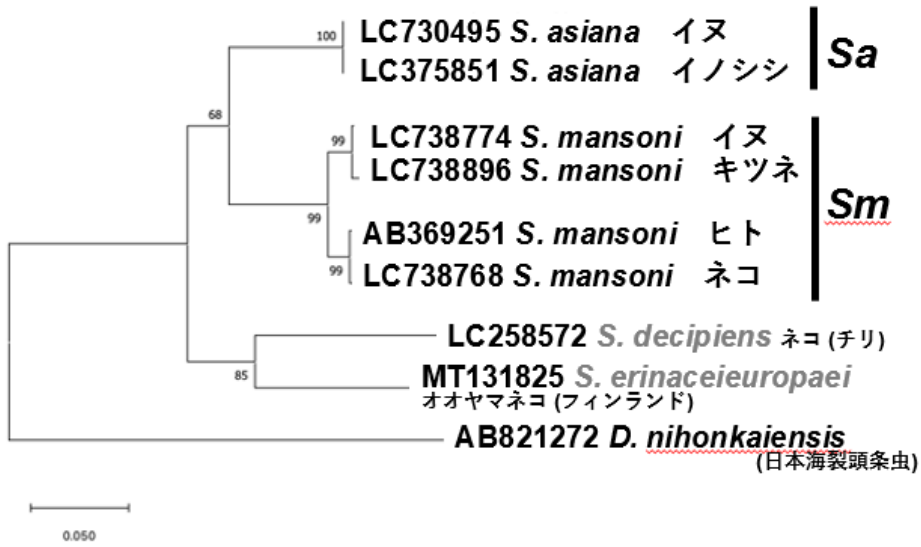 100
LC730495 S. asiana イヌ
LC375851 S. asiana イノシシ
Sa
68
99
LC738774 S. mansoni イヌ
LC738896 S. mansoni キツネ
Sm
99
AB369251 S. mansoni ヒト
99
LC738768 S. mansoni ネコ
LC258572 S. decipiens ネコ (チリ)
85
MT131825 S. erinaceieuropaei
オオヤマネコ (フィンランド)
AB821272 D. nihonkaiensis
(日本海裂頭条虫)
0.050